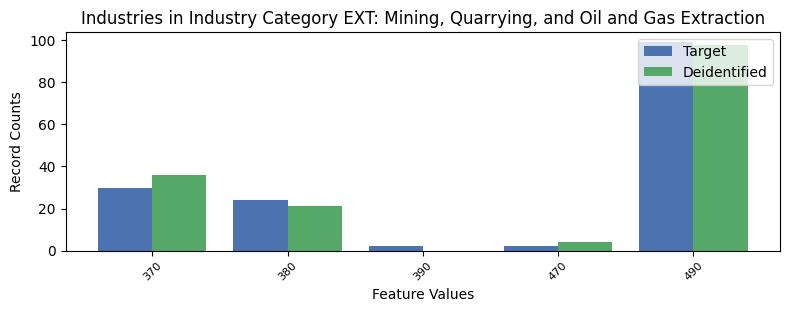 Industries in Industry Category EXT: Mining, Quarrying, and Oil and Gas Extraction
Record Counts
100
80
60
40
20
0
Target
Deidentified
370
380
390
470
490
Feature Values